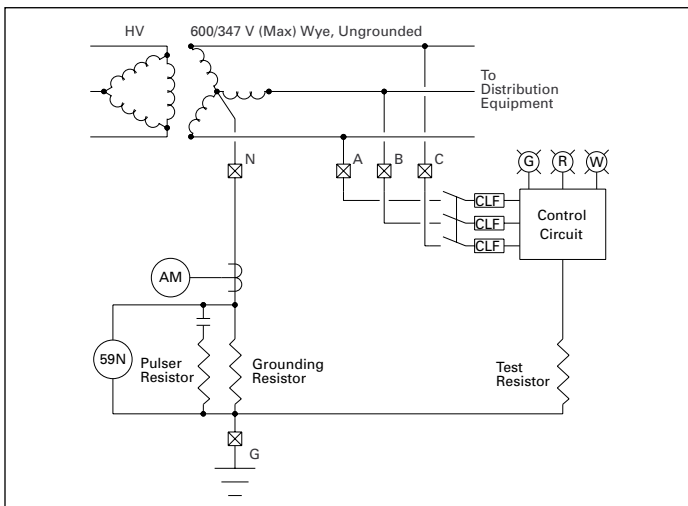 HV
600/347 V (Max) Wye, Ungrounded
To
Distribution
Equipment
N
A
B
C
G
R
W
CLF
CLF
CLF
Control
Circuit
AM
59N
Pulser
Resistor
Grounding
Resistor
Test
Resistor
G